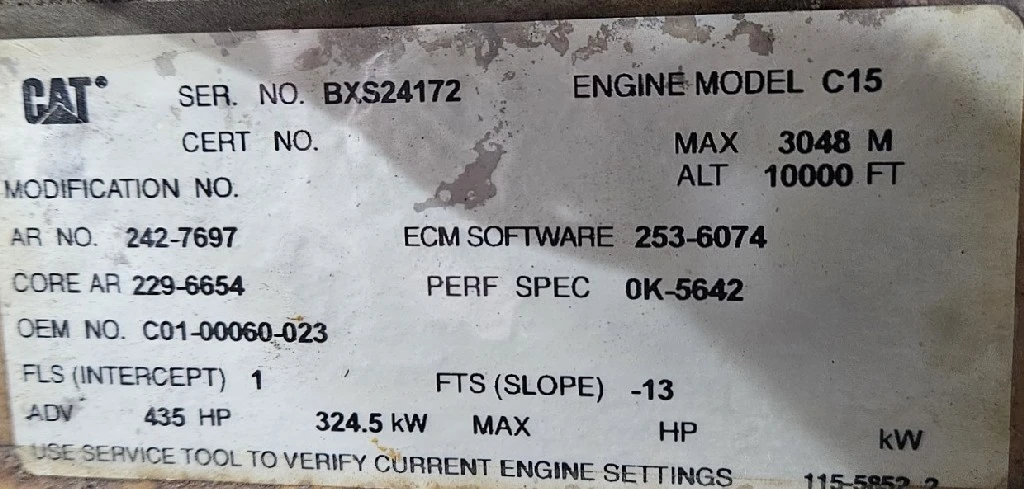 CAT® SER. NO. BXS24172 ENGINE MODEL C15
CERT NO. MAX 3048 M
ALT 10000 FT
MODIFICATION NO.
AR NO. 242-7697 ECM SOFTWARE 253-6074
CORE AR 229-6654 PERF SPEC 0K-5642
OEM NO. C01-00060-023
FLS (INTERCEPT) 1 FTS (SLOPE) -13
ADV 435 HP 324.5 kW MAX HP kW
USE SERVICE TOOL TO VERIFY CURRENT ENGINE SETTINGS 115-5852 2